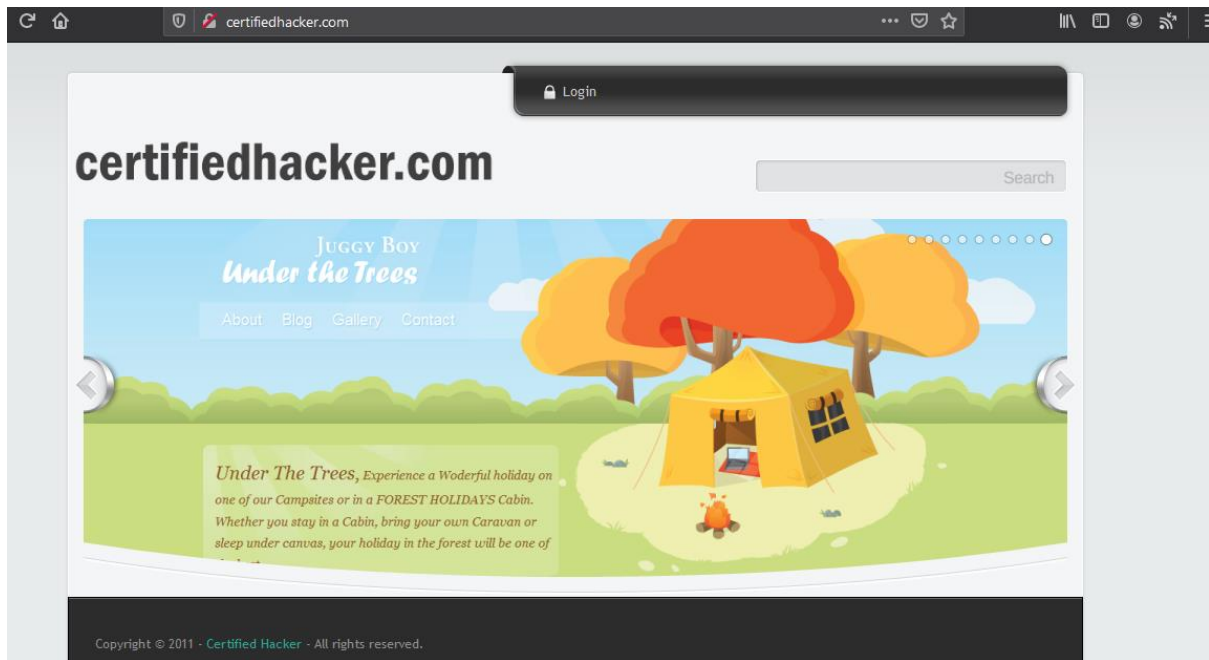 certifiedhacker.com
Login
certifiedhacker.com
Search
Juggy Boy
Under the Trees
About Blog Gallery Contact
Under The Trees, Experience a Woderful holiday on
one of our Campsites or in a FOREST HOLIDAYS Cabin.
Whether you stay in a Cabin, bring your own Caravan or
sleep under canvas, your holiday in the forest will be one of
Copyright © 2011 - Certified Hacker - All rights reserved.